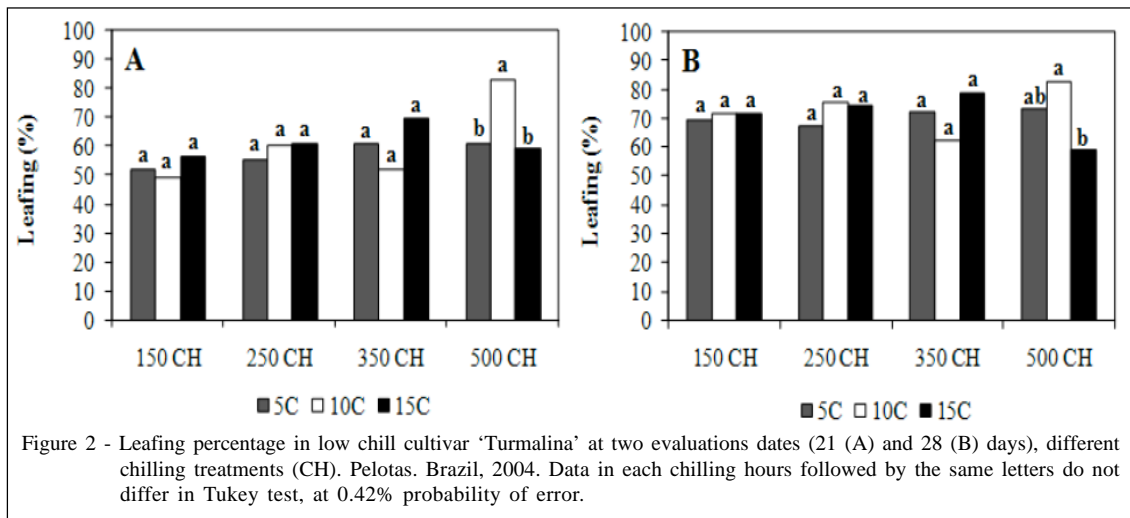 A
Leafing (%)
100
90
80
70
60
50
40
30
20
10
0
a a a
a a a
a a a
b a b
150 CH 250 CH 350 CH 500 CH
5C 10C 15C
B
Leafing (%)
100
90
80
70
60
50
40
30
20
10
0
a a a
a a a
a a a
ab a b
150 CH 250 CH 350 CH 500 CH
5C 10C 15C
Figure 2 - Leafing percentage in low chill cultivar ‘Turmalina’ at two evaluations dates (21 (A) and 28 (B) days), different
chilling treatments (CH). Pelotas. Brazil, 2004. Data in each chilling hours followed by the same letters do not
differ in Tukey test, at 0.42% probability of error.